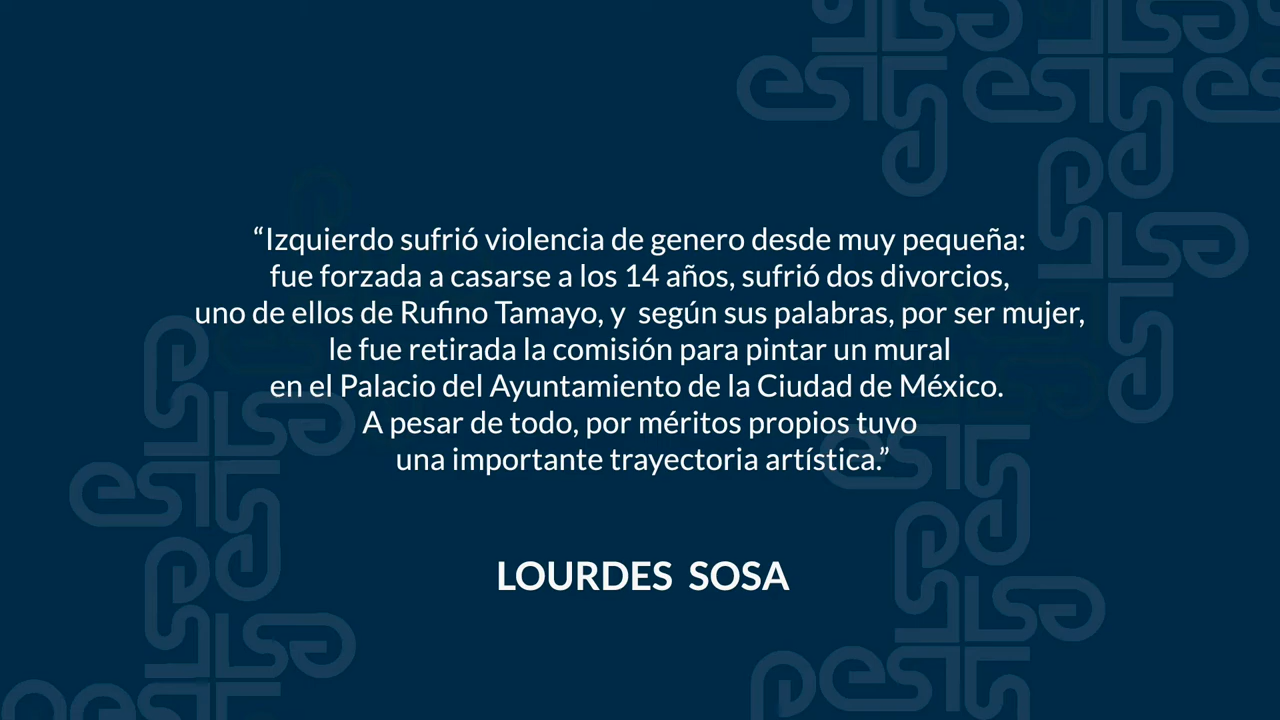 “Izquierdo sufrió violencia de genero desde muy pequeña:
fue forzada a casarse a los 14 años, sufrió dos divorcios,
uno de ellos de Rufino Tamayo, y  según sus palabras, por ser mujer,
le fue retirada la comisión para pintar un mural
en el Palacio del Ayuntamiento de la Ciudad de México.
A pesar de todo, por méritos propios tuvo
una importante trayectoria artística.”
LOURDES SOSA